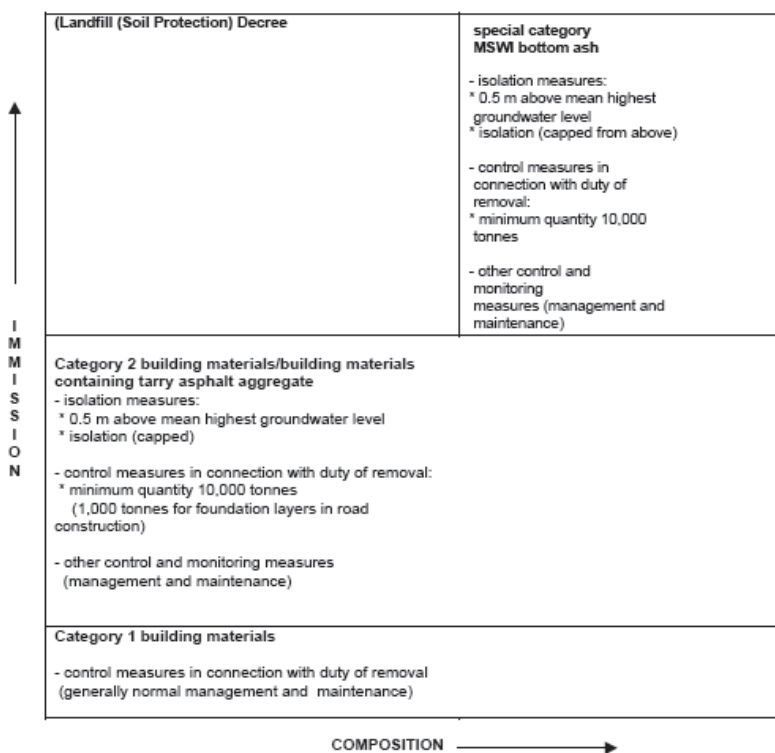 (Landfill (Soil Protection) Decree
special category
MSWI bottom ash
- isolation measures:
* 0.5 m above mean highest
groundwater level
* isolation (capped from above)
- control measures in
connection with duty of
removal:
* minimum quantity 10,000
tonnes
- other control and
monitoring
measures (management and
maintenance)
IMMISSION
Category 2 building materials/building materials
containing tarry asphalt aggregate
- isolation measures:
* 0.5 m above mean highest groundwater level
* isolation (capped)
- control measures in connection with duty of removal:
* minimum quantity 10,000 tonnes
(1,000 tonnes for foundation layers in road
construction)
- other control and monitoring measures
(management and maintenance)
Category 1 building materials
- control measures in connection with duty of removal
(generally normal management and maintenance)
COMPOSITION